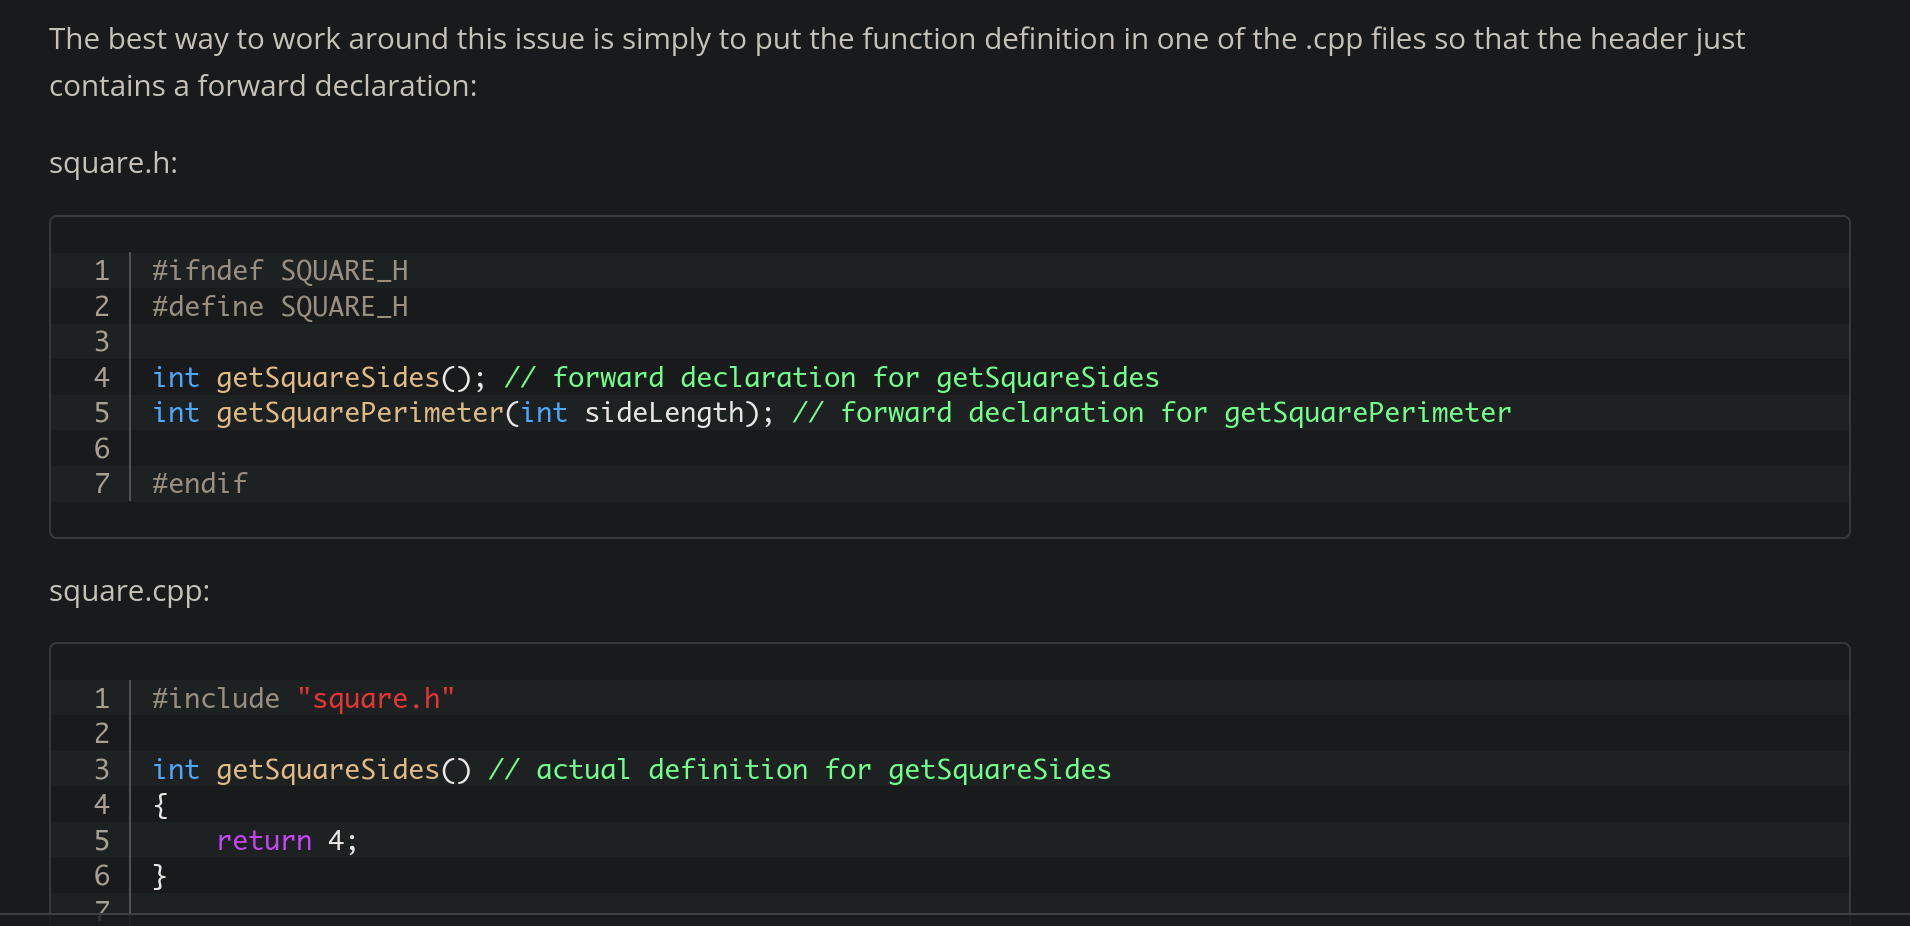 The best way to work around this issue is simply to put the function definition in one of the .cpp files so that the header just
contains a forward declaration:
square.h:
1 #ifndef SQUARE_H
2 #define SQUARE_H
3
4 int getSquareSides(); // forward declaration for getSquareSides
5 int getSquarePerimeter(int sideLength); // forward declaration for getSquarePerimeter
6
7 #endif
square.cpp:
1 #include "square.h"
2
3 int getSquareSides() // actual definition for getSquareSides
4 {
5     return 4;
6 }
7